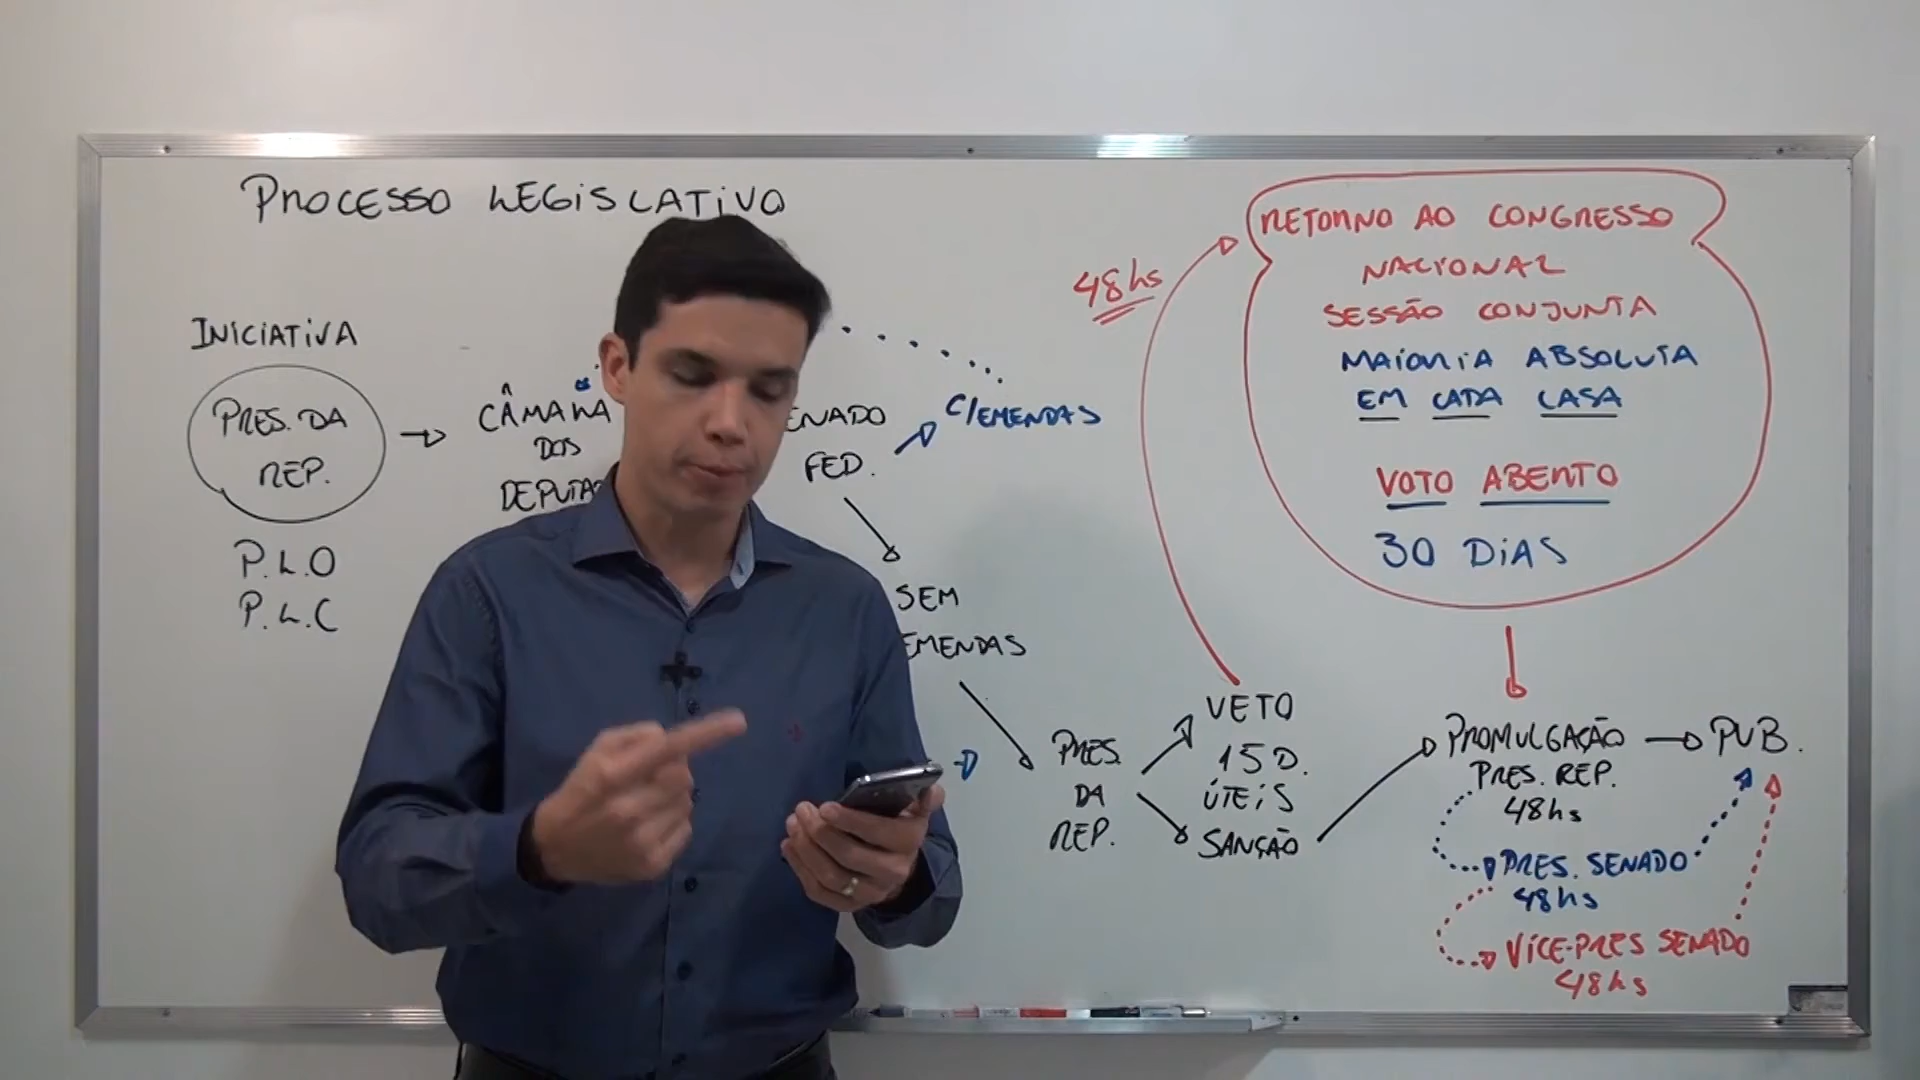 PROCESSO LEGISLATIVO
INICIATIVA
PRES. DA
REP.
P.L.O
P.L.C
CÂMARA
DOS
DEPUTA
ENADO
FED.
C/EMENDAS
SEM
EMENDAS
PRES.
DA
REP.
VETO
15 D.
ÚTEIS
SANÇÃO
48hs
RETORNO AO CONGRESSO
NACIONAL
SESSÃO CONJUNTA
MAIORIA ABSOLUTA
EM CADA CASA
VOTO ABERTO
30 DIAS
PROMULGAÇÃO
PRES. REP.
48hs
PRES. SENADO
48hs
VICE-PRES SENADO
48hs
PUB.